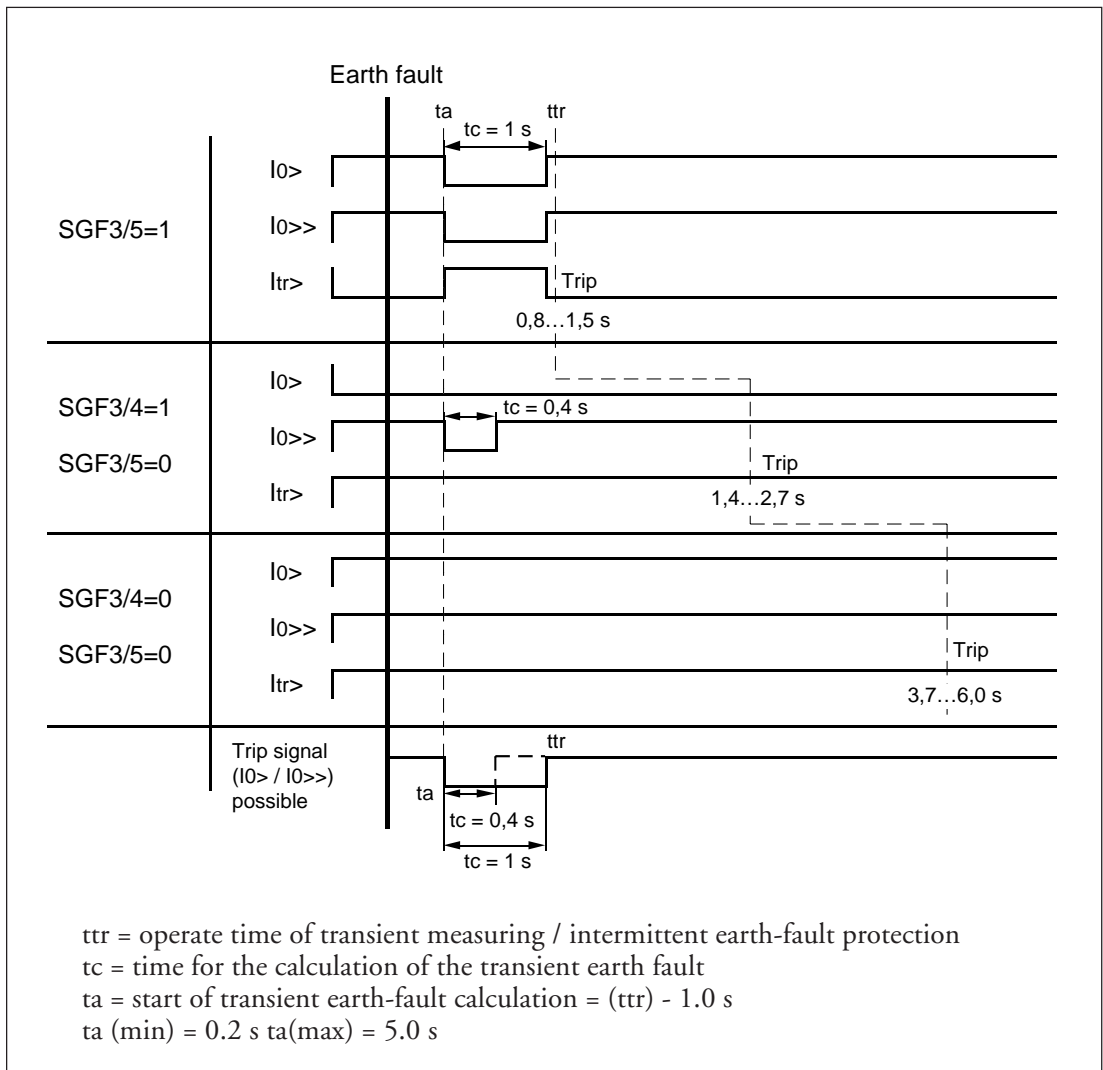 Earth fault
ta
ttr
tc = 1 s
SGF3/5=1
I0>
I0>>
Itr>
Trip
0,8…1,5 s
SGF3/4=1
SGF3/5=0
I0>
tc = 0,4 s
I0>>
Trip
Itr>
1,4…2,7 s
SGF3/4=0
SGF3/5=0
I0>
I0>>
Trip
Itr>
3,7…6,0 s
Trip signal
(I0> / I0>>)
possible
ttr
ta
tc = 0,4 s
tc = 1 s
ttr = operate time of transient measuring / intermittent earth-fault protection
tc = time for the calculation of the transient earth fault
ta = start of transient earth-fault calculation = (ttr) - 1.0 s
ta (min) = 0.2 s ta(max) = 5.0 s